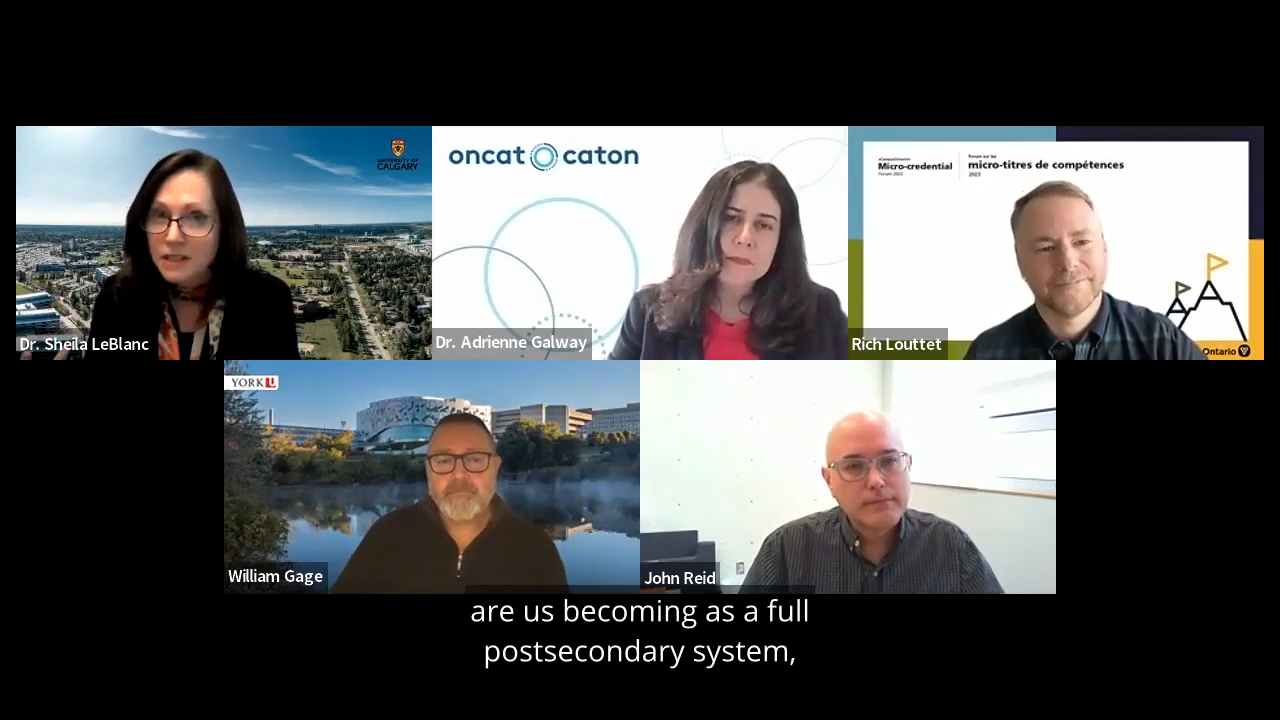 UNIVERSITY OF
CALGARY
Dr. Sheila LeBlanc
oncat caton
Dr. Adrienne Galway
eCampusOntario
Micro-credential
Forum 2023
Forum sur les
micro-titres de compétences
2023
Ontario
Rich Louttet
YORK U
William Gage
John Reid
are us becoming as a full
postsecondary system,